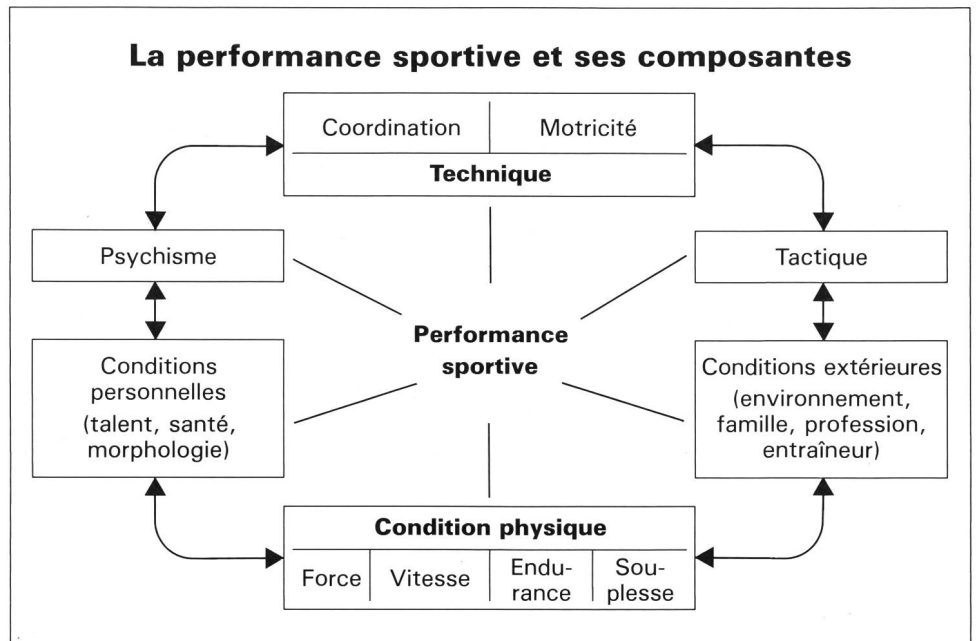 La performance sportive et ses composantes
Coordination
Motricité
Technique
Psychisme
Tactique
Performance
sportive
Conditions
personnelles
(talent, santé,
morphologie)
Conditions extérieures
(environnement,
famille, profession,
entraîneur)
Condition physique
Force
Vitesse
Endu-
rance
Sou-
plesse